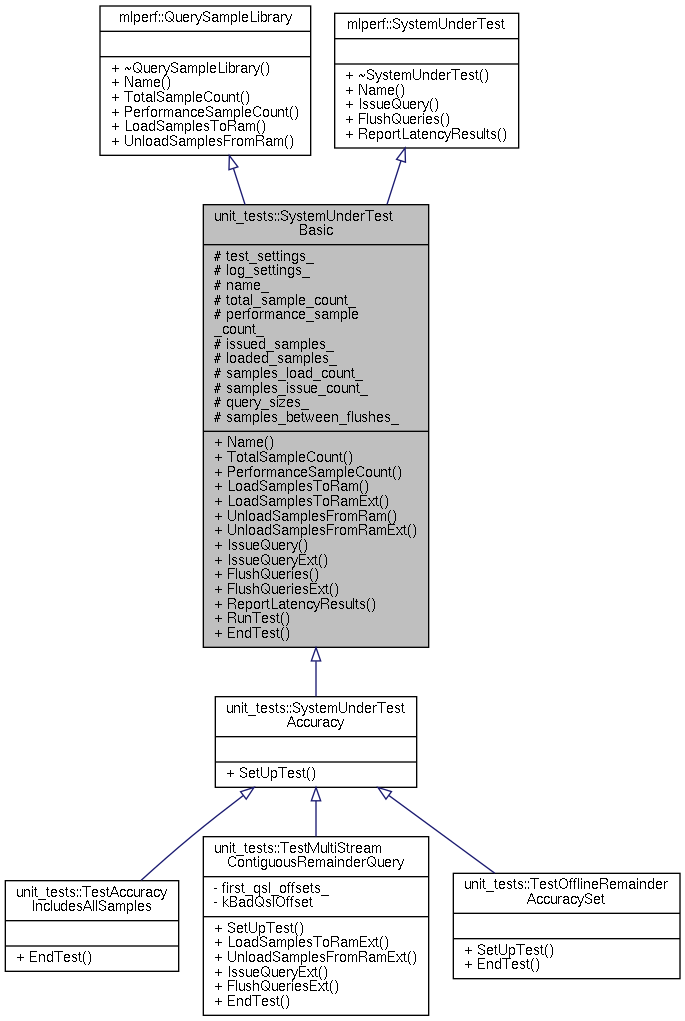 mlperf::QuerySampleLibrary
+ ~QuerySampleLibrary()
+ Name()
+ TotalSampleCount()
+ PerformanceSampleCount()
+ LoadSamplesToRam()
+ UnloadSamplesFromRam()
mlperf::SystemUnderTest
+ ~SystemUnderTest()
+ Name()
+ IssueQuery()
+ FlushQueries()
+ ReportLatencyResults()
unit_tests::SystemUnderTest
Basic
# test_settings_
# log_settings_
# name_
# total_sample_count_
# performance_sample
_count_
# issued_samples_
# loaded_samples_
# samples_load_count_
# samples_issue_count_
# query_sizes_
# samples_between_flushes_
+ Name()
+ TotalSampleCount()
+ PerformanceSampleCount()
+ LoadSamplesToRam()
+ LoadSamplesToRamExt()
+ UnloadSamplesFromRam()
+ UnloadSamplesFromRamExt()
+ IssueQuery()
+ IssueQueryExt()
+ FlushQueries()
+ FlushQueriesExt()
+ ReportLatencyResults()
+ RunTest()
+ EndTest()
unit_tests::SystemUnderTest
Accuracy
+ SetUpTest()
unit_tests::TestAccuracy
IncludesAllSamples
+ EndTest()
unit_tests::TestMultiStream
ContiguousRemainderQuery
- first_qsl_offsets_
- kBadQslOffset
+ SetUpTest()
+ LoadSamplesToRamExt()
+ UnloadSamplesFromRamExt()
+ IssueQueryExt()
+ FlushQueriesExt()
+ EndTest()
unit_tests::TestOfflineRemainder
AccuracySet
+ SetUpTest()
+ EndTest()